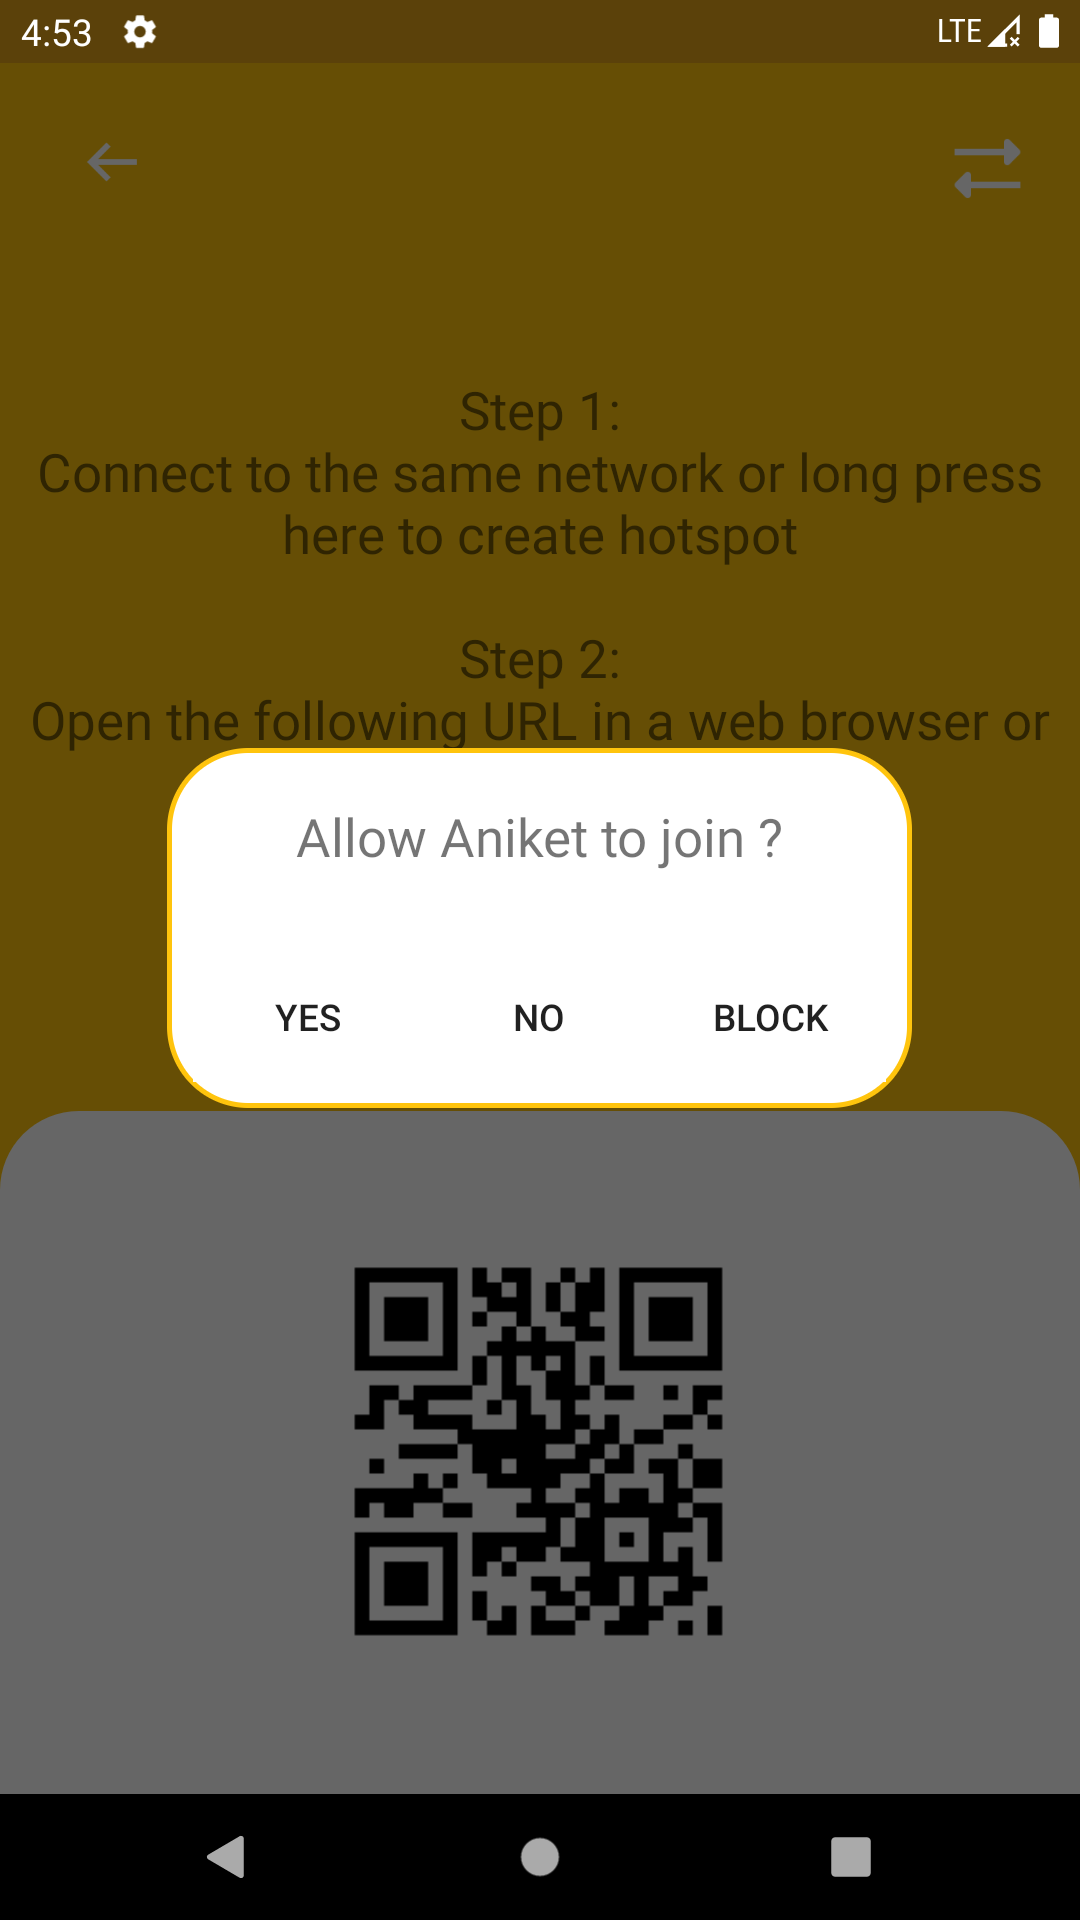 4:53
LTE
Step 1:
Connect to the same network or long press
here to create hotspot
Step 2:
Open the following URL in a web browser or
Allow Aniket to join ?
YES NO BLOCK